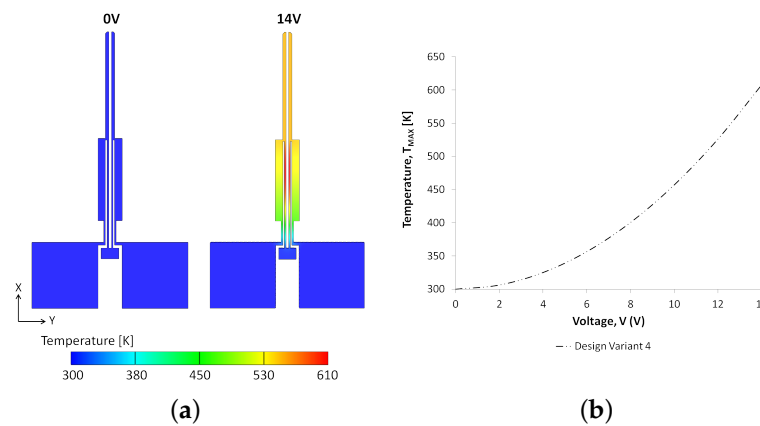 0V 14V
X
Y
Temperature [K]
300 380 450 530 610
(a)
650
600
550
500
450
400
350
300
Temperature, TMAX [K]
0 2 4 6 8 10 12
Voltage, V (V)
Design Variant 4
(b)